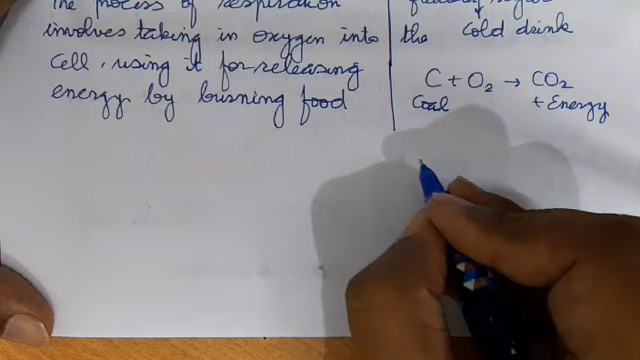 The process of respiration
involves taking in oxygen into
cell, using it for releasing
energy by burning food
the cold drink
C + O₂ → CO₂
Coal + Energy